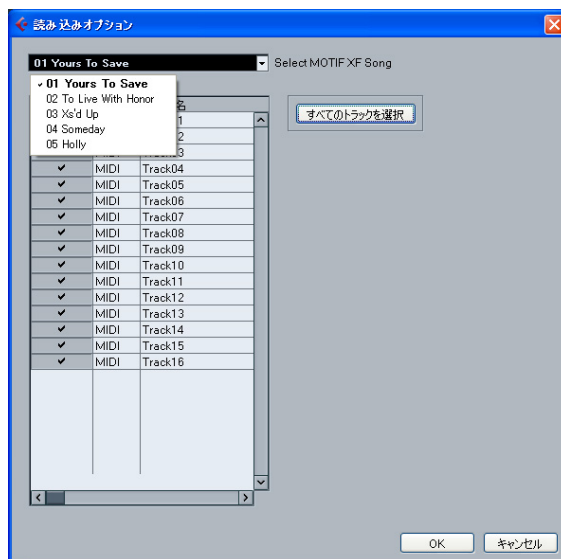 読み込みオプション
01 Yours To Save
Select MOTIF XF Song
✓ 01 Yours To Save
02 To Live With Honor
03 Xs'd Up
04 Someday
05 Holly
名
すべてのトラックを選択
1
2
3
✓ MIDI Track04
✓ MIDI Track05
✓ MIDI Track06
✓ MIDI Track07
✓ MIDI Track08
✓ MIDI Track09
✓ MIDI Track10
✓ MIDI Track11
✓ MIDI Track12
✓ MIDI Track13
✓ MIDI Track14
✓ MIDI Track15
✓ MIDI Track16
OK
キャンセル